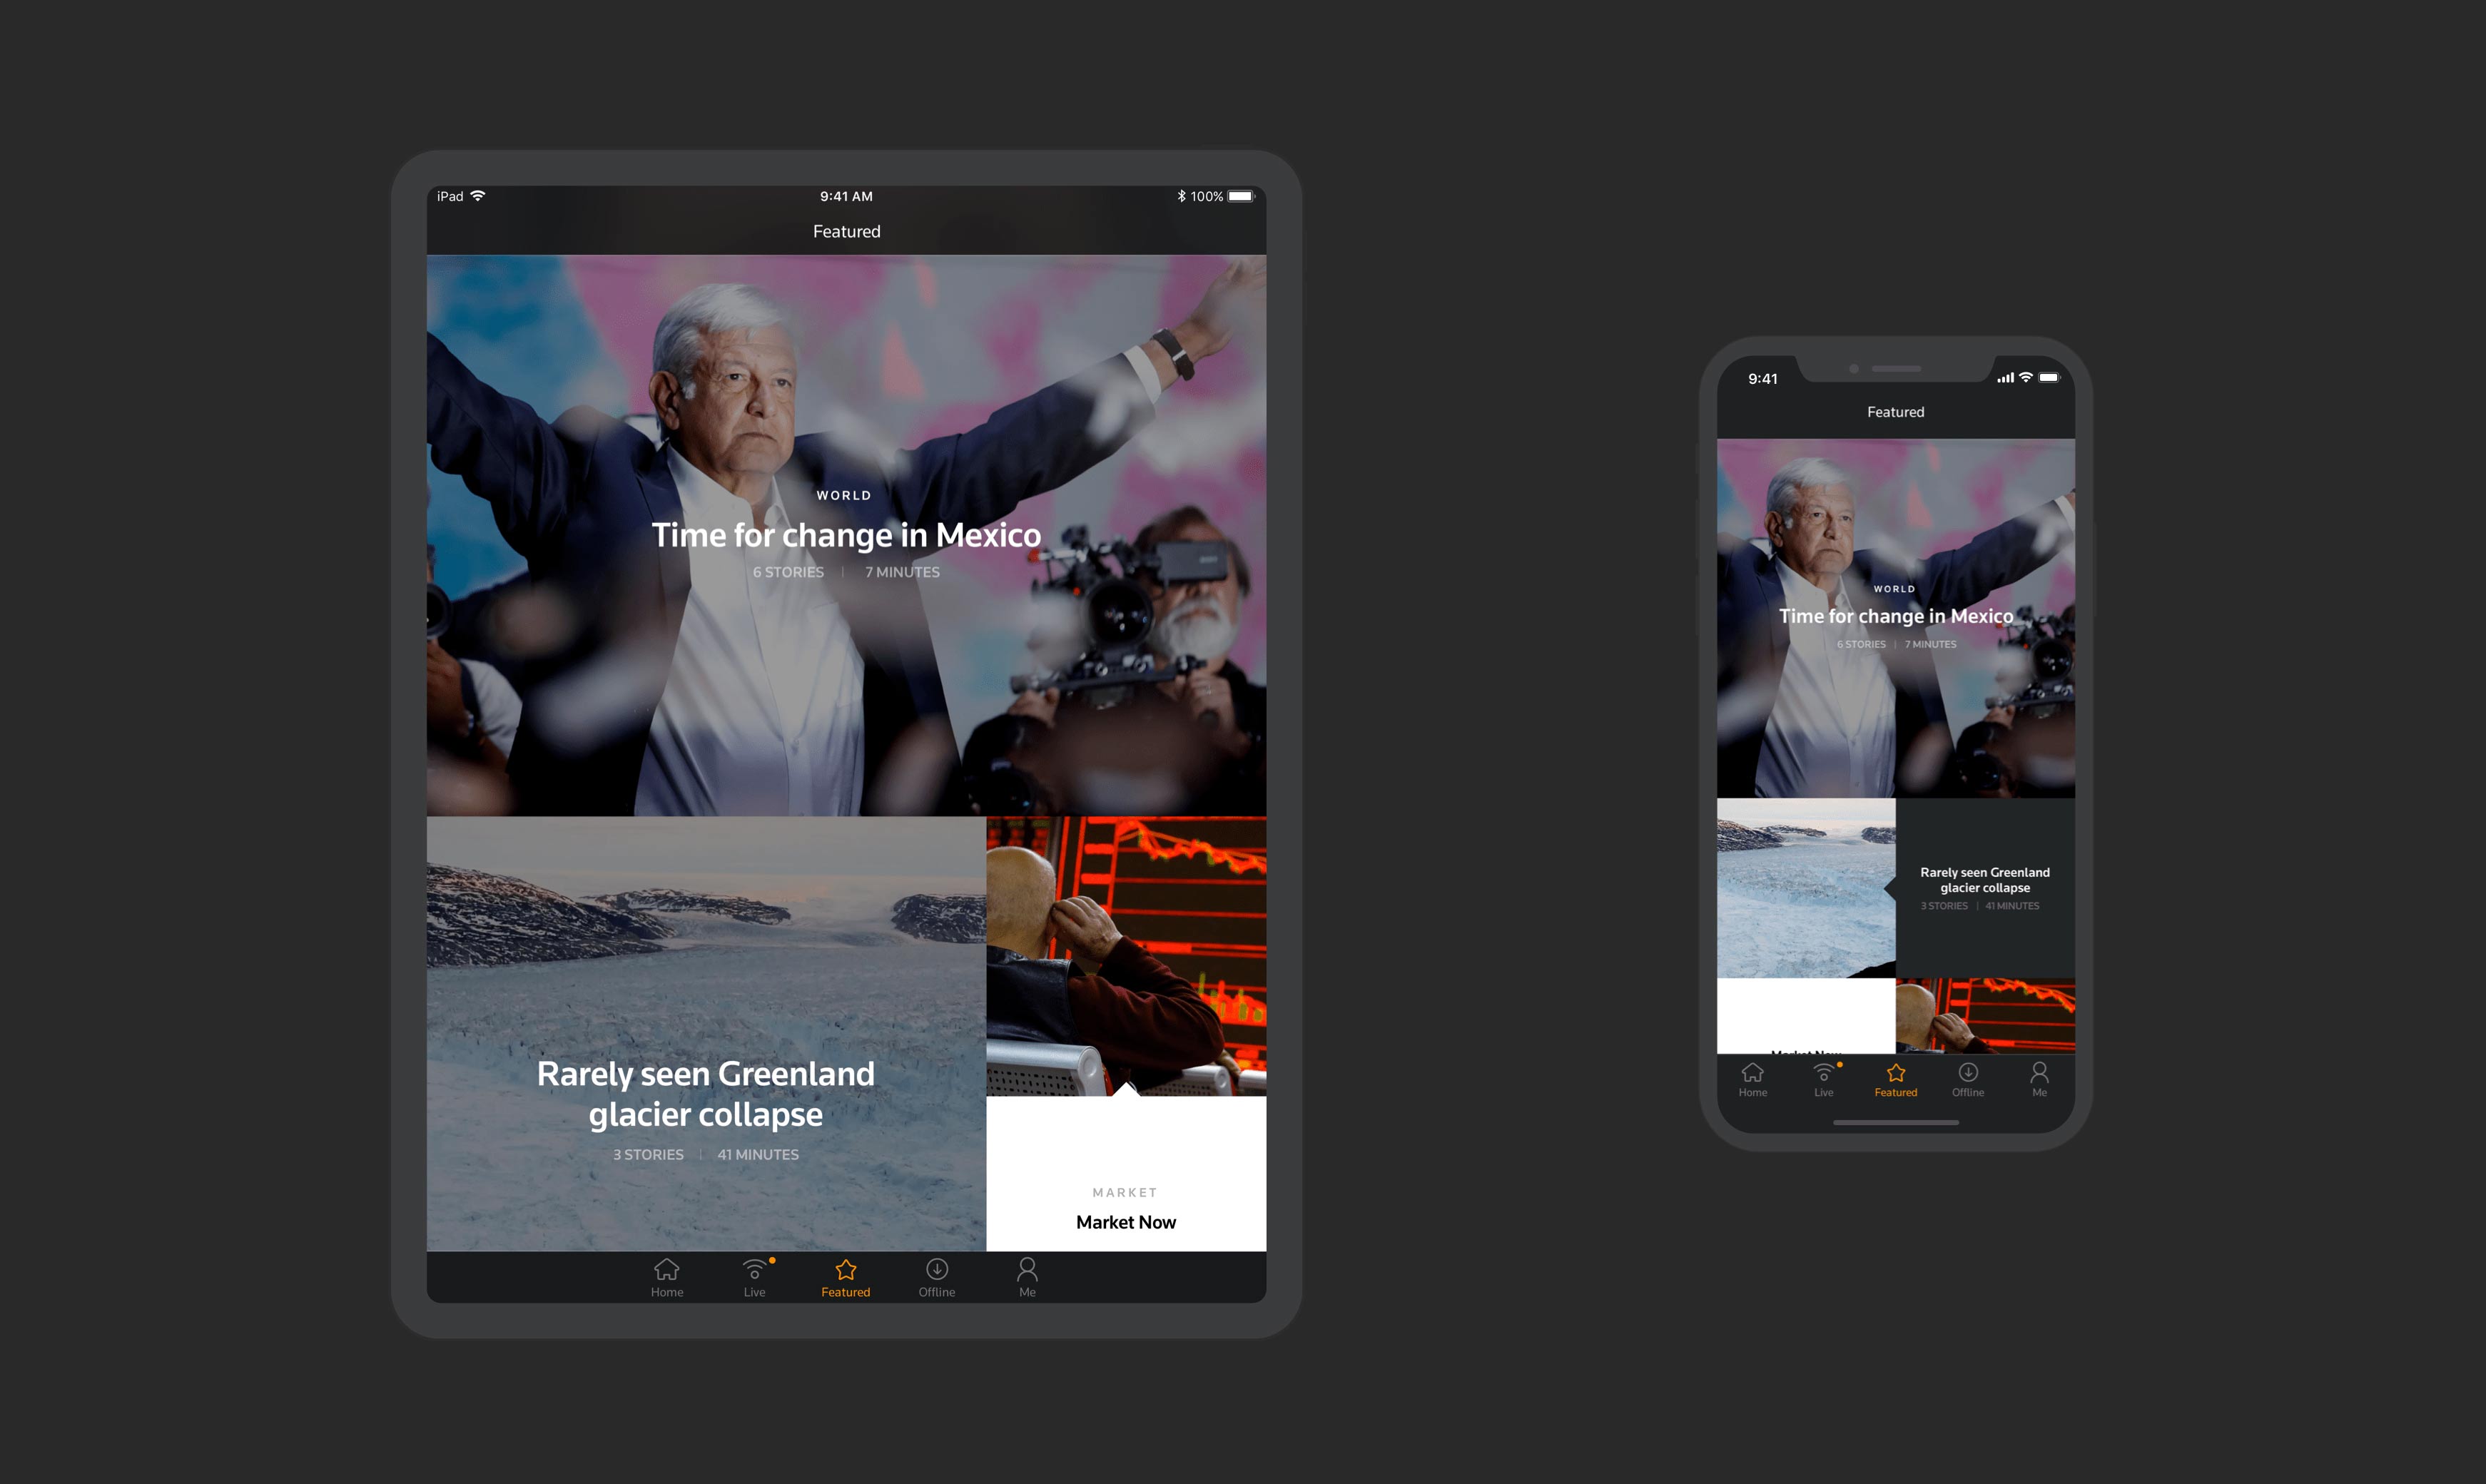 iPad
9:41 AM
100%
Featured
WORLD
Time for change in Mexico
6 STORIES | 7 MINUTES
Rarely seen Greenland
glacier collapse
3 STORIES | 41 MINUTES
MARKET
Market Now
Home
Live
Featured
Offline
Me
9:41
Featured
WORLD
Time for change in Mexico
6 STORIES | 7 MINUTES
Rarely seen Greenland
glacier collapse
3 STORIES | 41 MINUTES
Market Now
Home
Live
Featured
Offline
Me